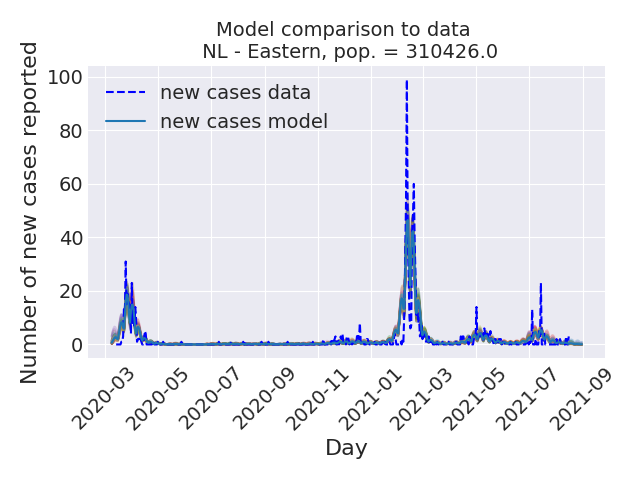 Model comparison to data
NL - Eastern, pop. = 310426.0
Number of new cases reported
100
80
60
40
20
0
new cases data
new cases model
2020-03
2020-05
2020-07
2020-09
2020-11
2021-01
2021-03
2021-05
2021-07
2021-09
Day